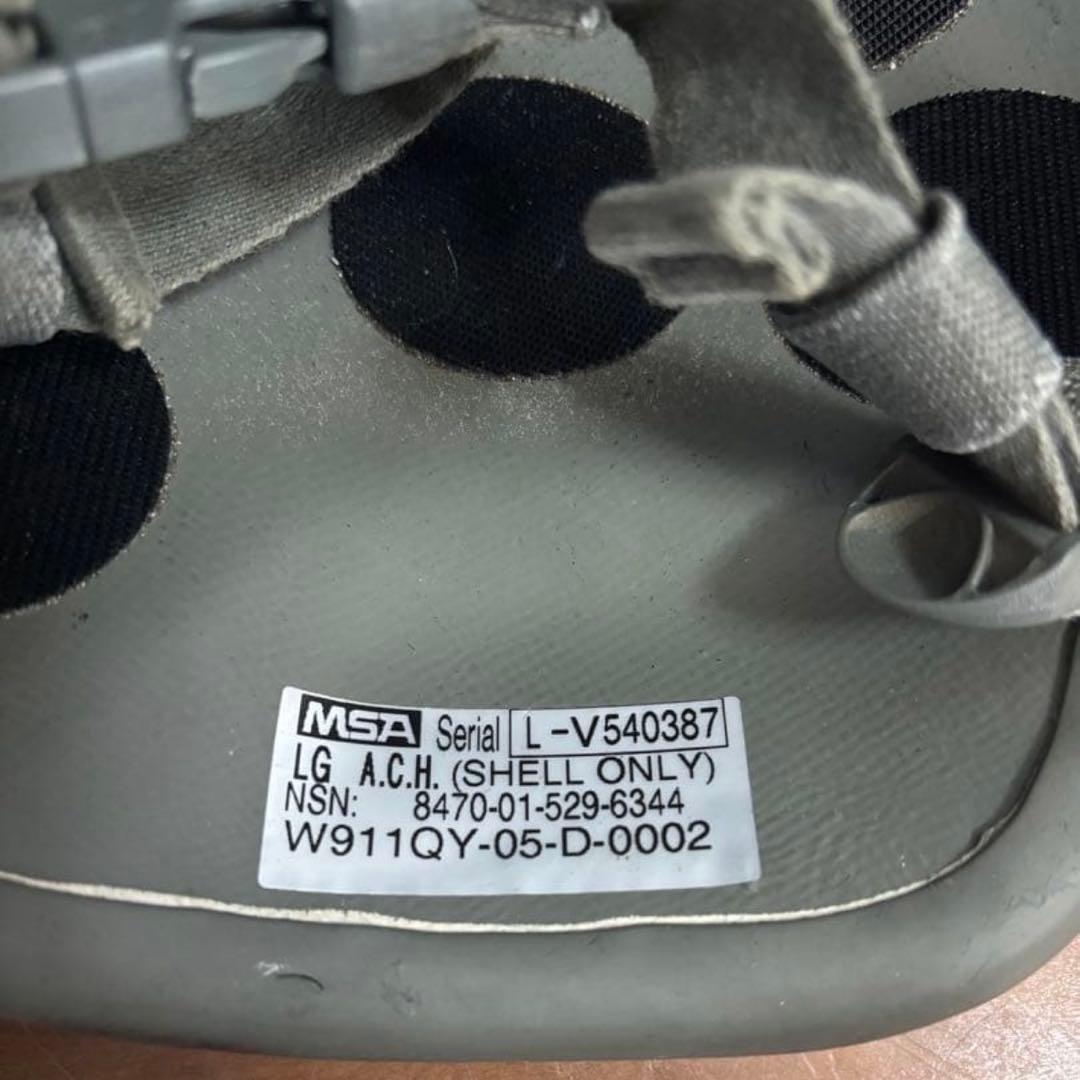 MSA Serial L-V540387
LG A.C.H. (SHELL ONLY)
NSN: 8470-01-529-6344
W911QY-05-D-0002